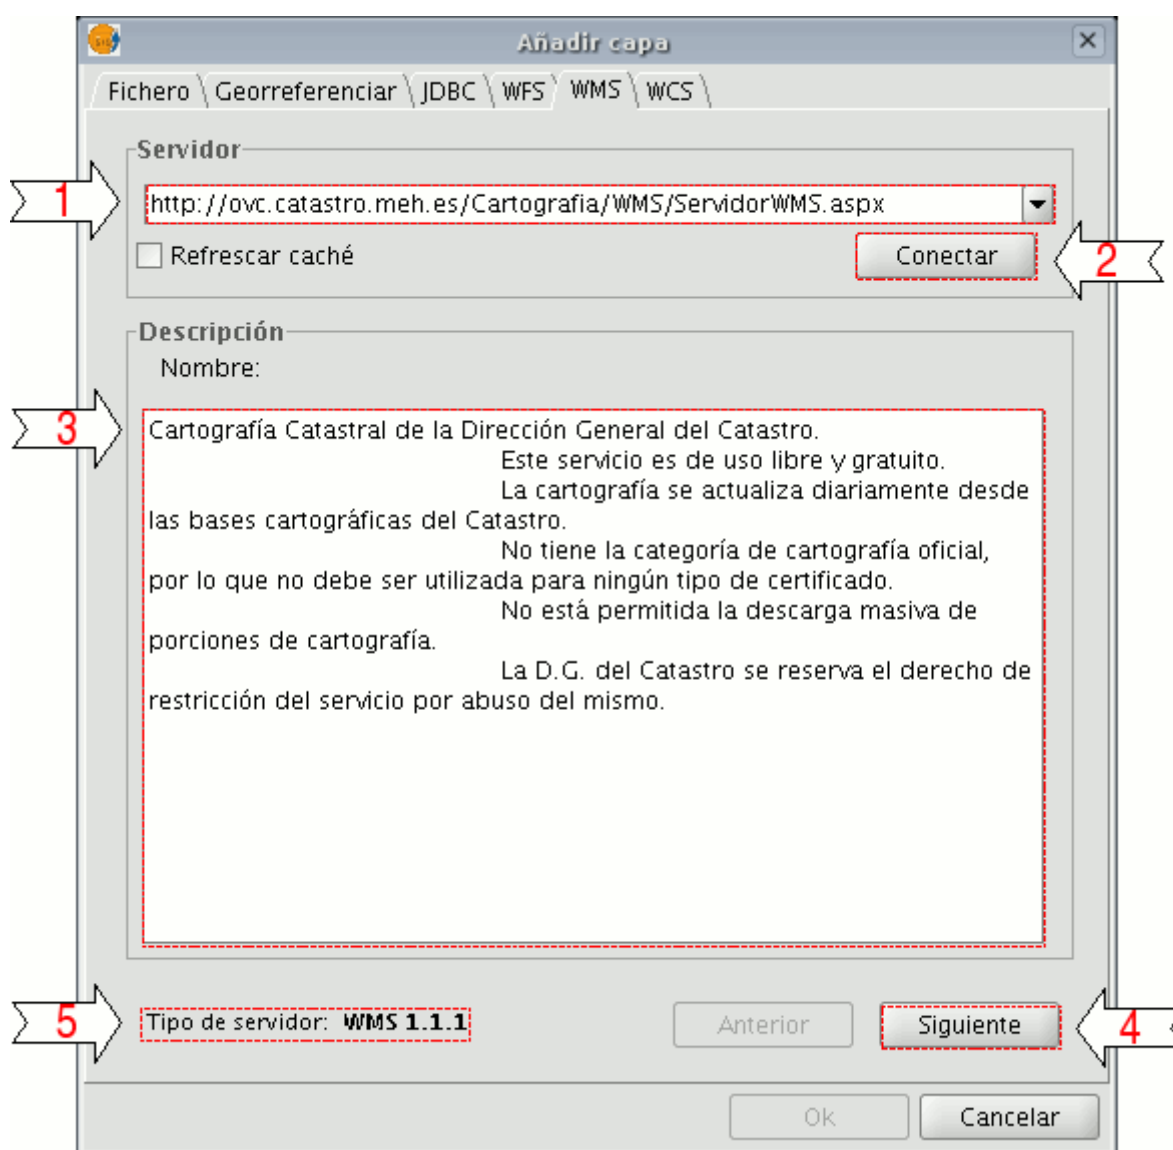 Añadir capa
Fichero Georreferenciar JDBC WFS WMS WCS
Servidor
1
http://ovc.catastro.meh.es/Cartografia/WMS/ServidorWMS.aspx
Refrescar caché
Conectar
2
Descripción
Nombre:
3
Cartografía Catastral de la Dirección General del Catastro.
Este servicio es de uso libre y gratuito.
La cartografía se actualiza diariamente desde
las bases cartográficas del Catastro.
No tiene la categoría de cartografía oficial,
por lo que no debe ser utilizada para ningún tipo de certificado.
No está permitida la descarga masiva de
porciones de cartografía.
La D.G. del Catastro se reserva el derecho de
restricción del servicio por abuso del mismo.
5
Tipo de servidor: WMS 1.1.1
Anterior
Siguiente
4
Ok
Cancelar